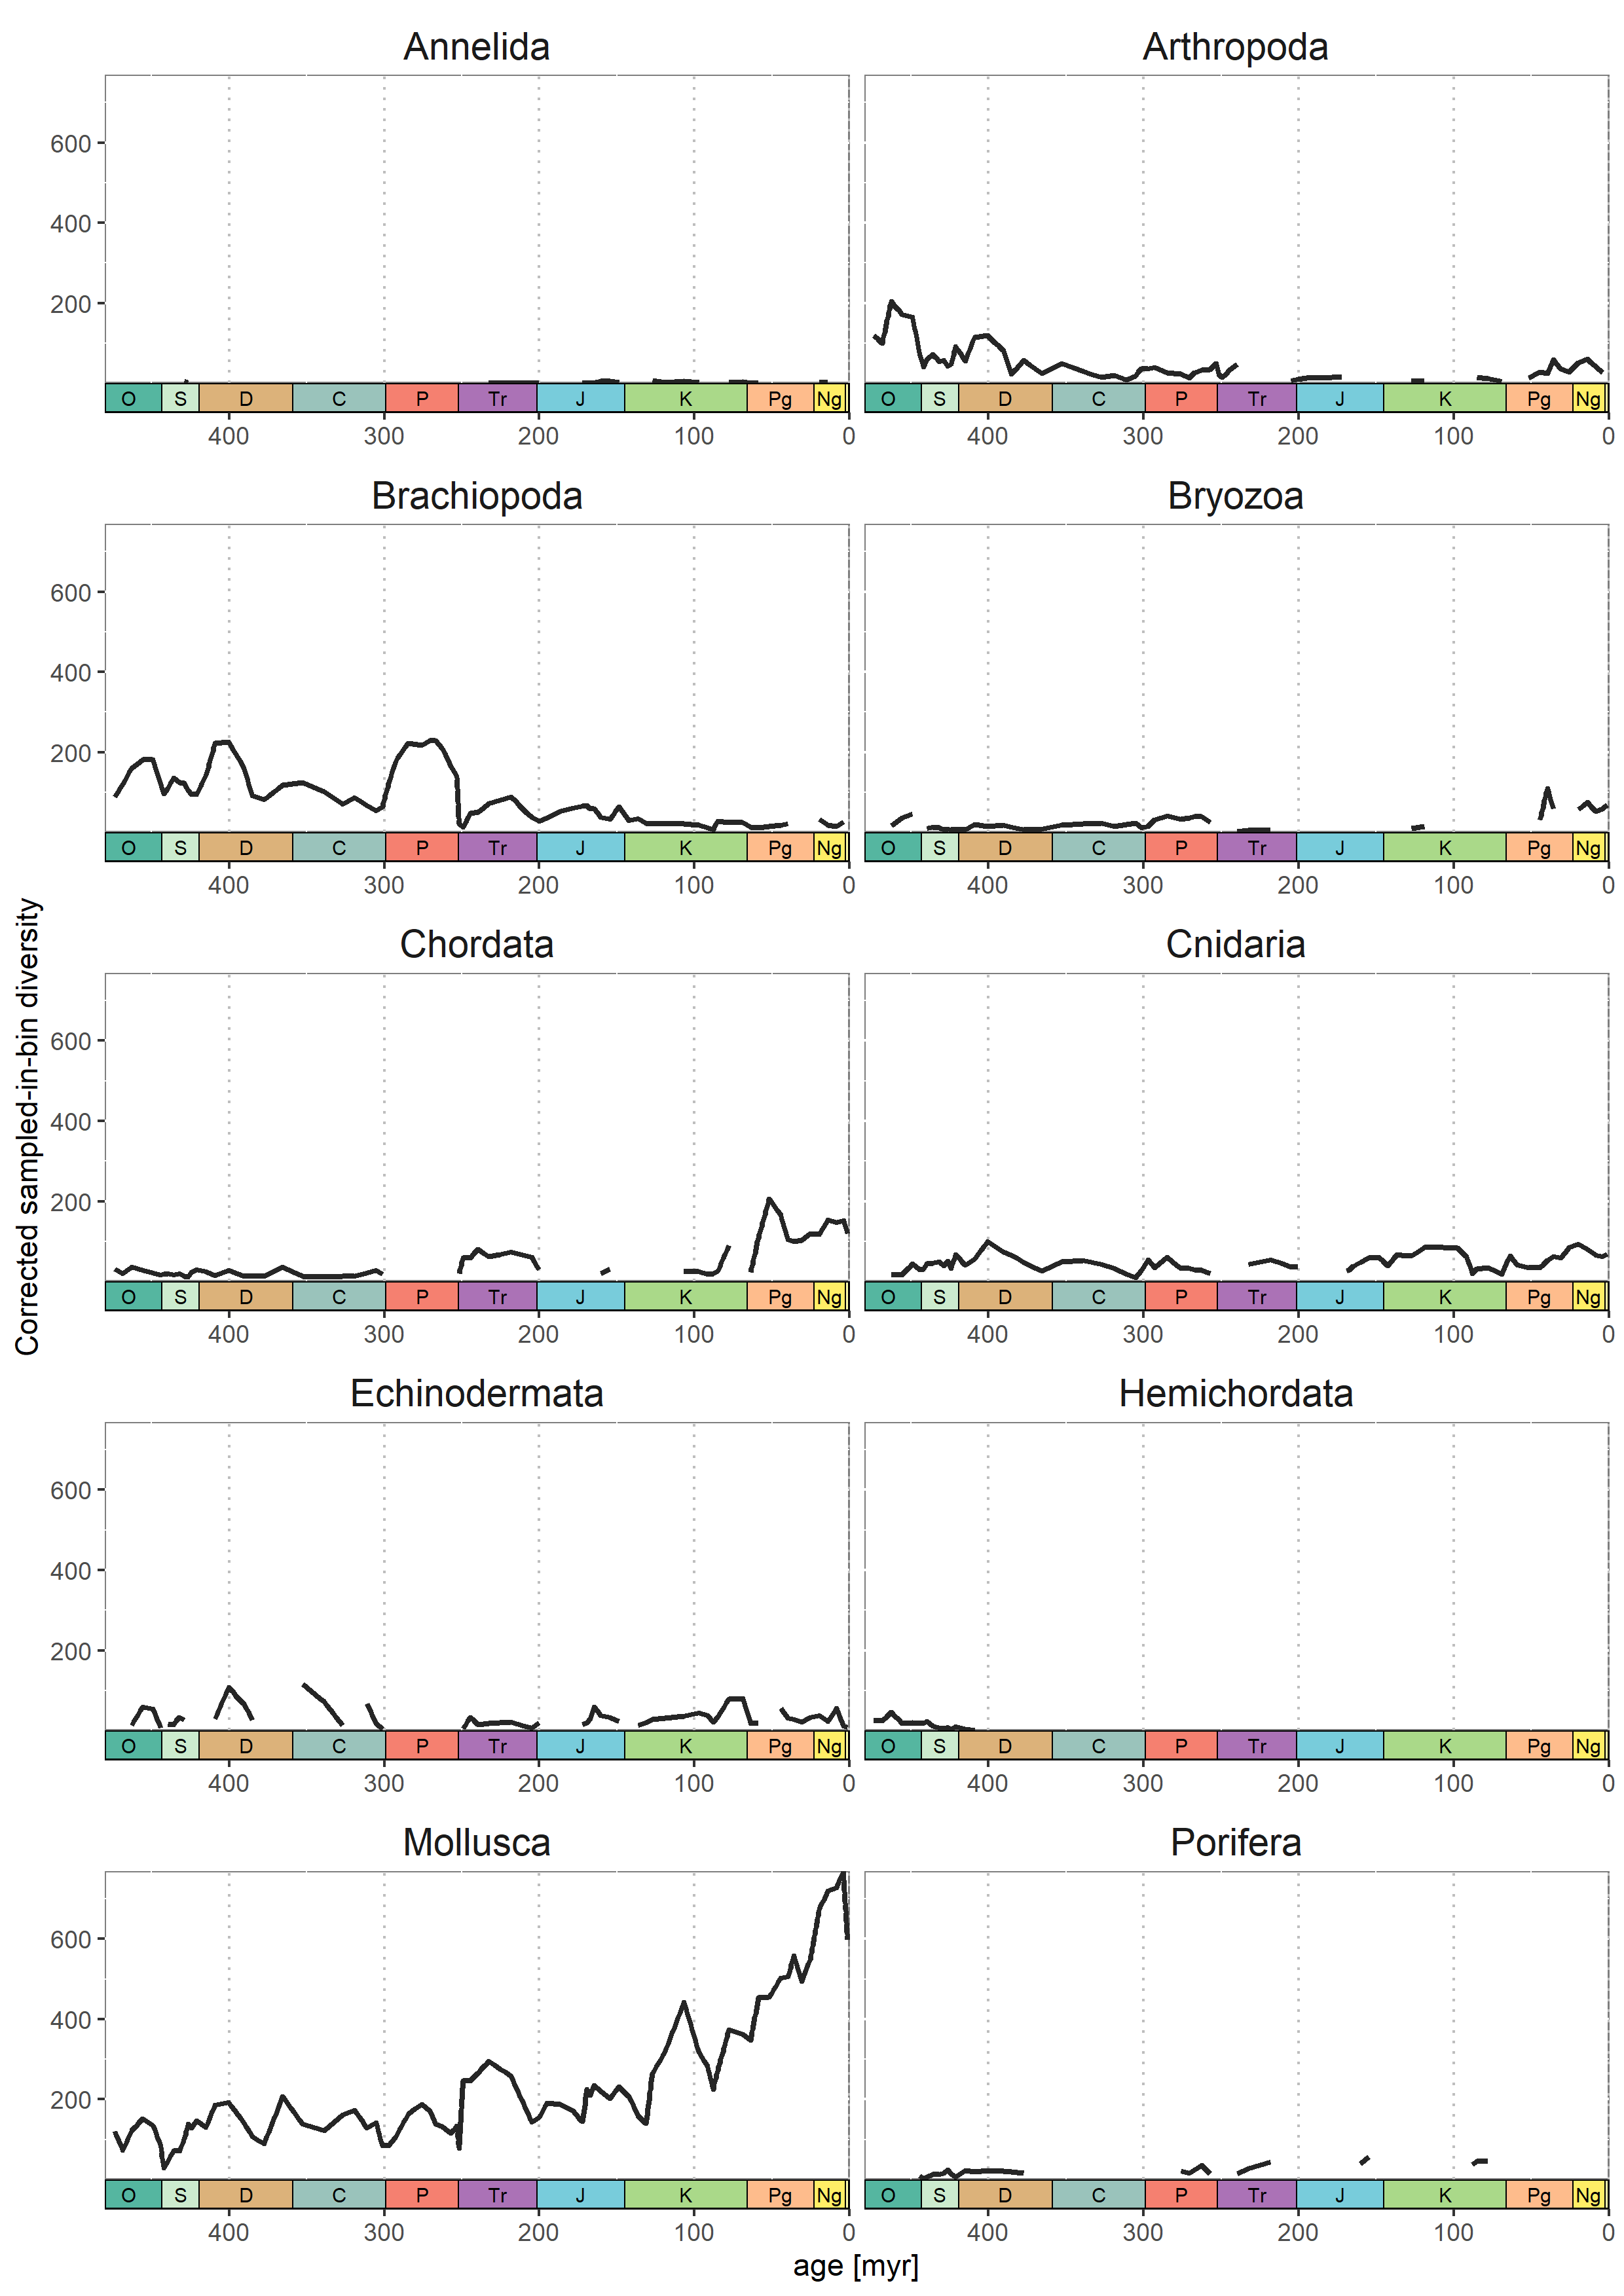 Annelida Arthropoda
600
400
200
O S D C P Tr J K Pg Ng O S D C P Tr J K Pg Ng
400 300 200 100 0 400 300 200 100 0
Brachiopoda Bryozoa
600
400
200
O S D C P Tr J K Pg Ng O S D C P Tr J K Pg Ng
400 300 200 100 0 400 300 200 100 0
Corrected sampled-in-bin diversity
Chordata Cnidaria
600
400
200
O S D C P Tr J K Pg Ng O S D C P Tr J K Pg Ng
400 300 200 100 0 400 300 200 100 0
Echinodermata Hemichordata
600
400
200
O S D C P Tr J K Pg Ng O S D C P Tr J K Pg Ng
400 300 200 100 0 400 300 200 100 0
Mollusca Porifera
600
400
200
O S D C P Tr J K Pg Ng O S D C P Tr J K Pg Ng
400 300 200 100 0 400 300 200 100 0
age [myr]